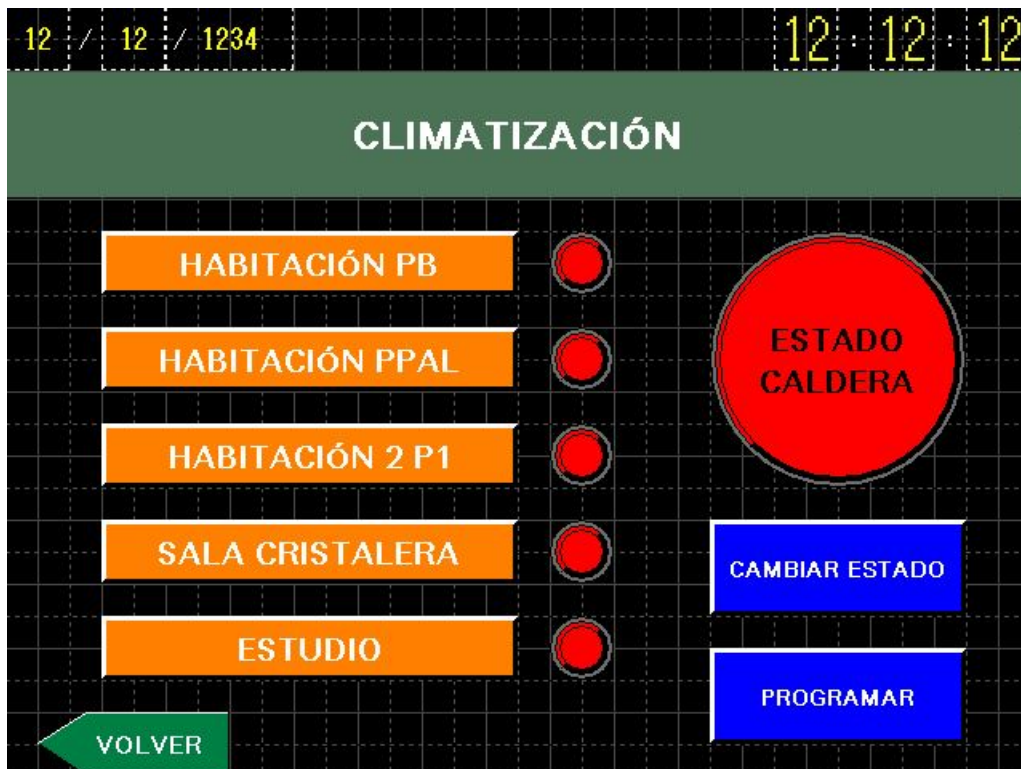 12 / 12 / 1234
12 : 12 : 12
CLIMATIZACIÓN
HABITACIÓN PB
HABITACIÓN PPAL
HABITACIÓN 2 P1
SALA CRISTALERA
ESTUDIO
ESTADO
CALDERA
CAMBIAR ESTADO
PROGRAMAR
VOLVER